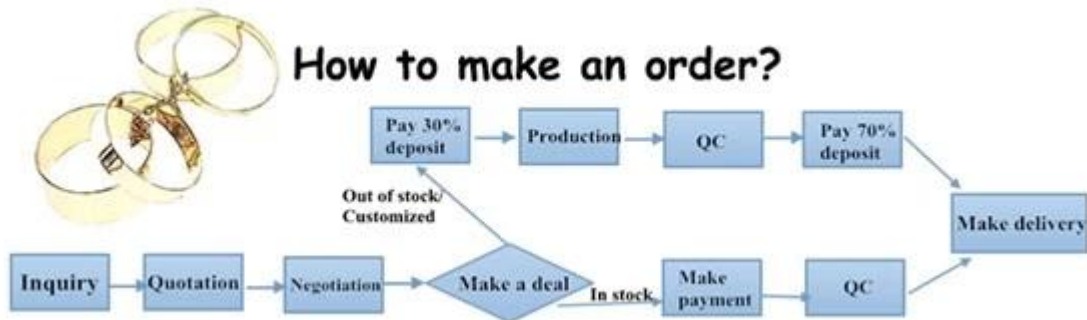 How to make an order?
Pay 30%
deposit
Production
QC
Pay 70%
deposit
Out of stock/
Customized
Make delivery
Inquiry
Quotation
Negotiation
Make a deal
In stock
Make
payment
QC